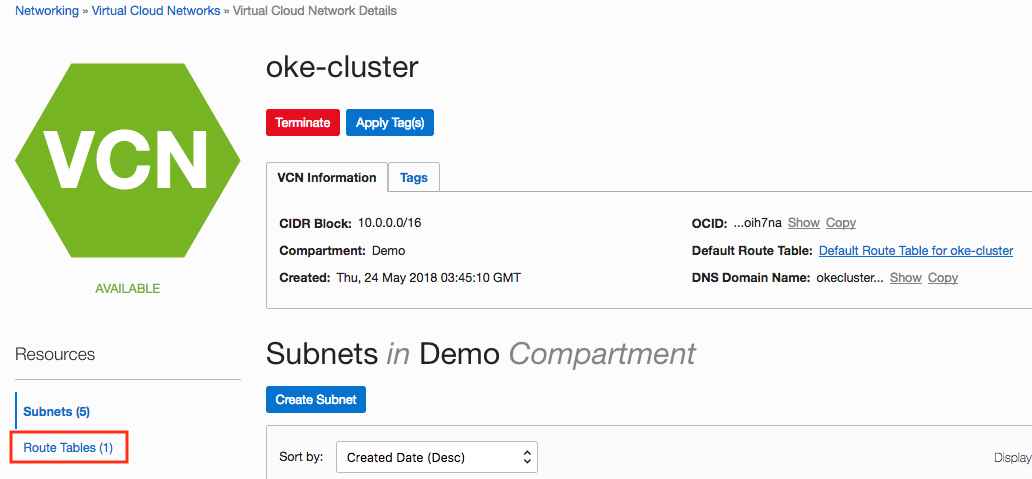 Networking » Virtual Cloud Networks » Virtual Cloud Network Details
VCN
AVAILABLE
oke-cluster
Terminate Apply Tag(s)
VCN Information Tags
CIDR Block: 10.0.0.0/16
Compartment: Demo
Created: Thu, 24 May 2018 03:45:10 GMT
OCID: ...oih7na Show Copy
Default Route Table: Default Route Table for oke-cluster
DNS Domain Name: okecluster... Show Copy
Resources
Subnets (5)
Route Tables (1)
Subnets in Demo Compartment
Create Subnet
Sort by: Created Date (Desc)
Display